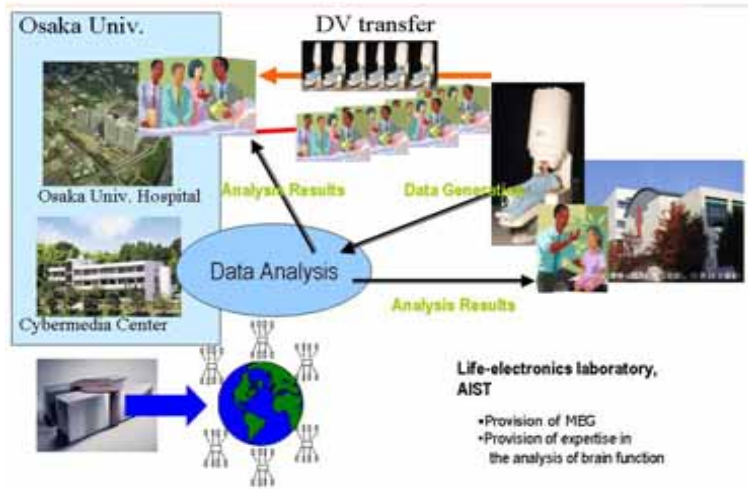 Osaka Univ.
DV transfer
Osaka Univ. Hospital
Analysis Results
Data Generation
Data Analysis
Cybermedia Center
Analysis Results
Life-electronics laboratory,
AIST
•Provision of MEG
•Provision of expertise in
the analysis of brain function